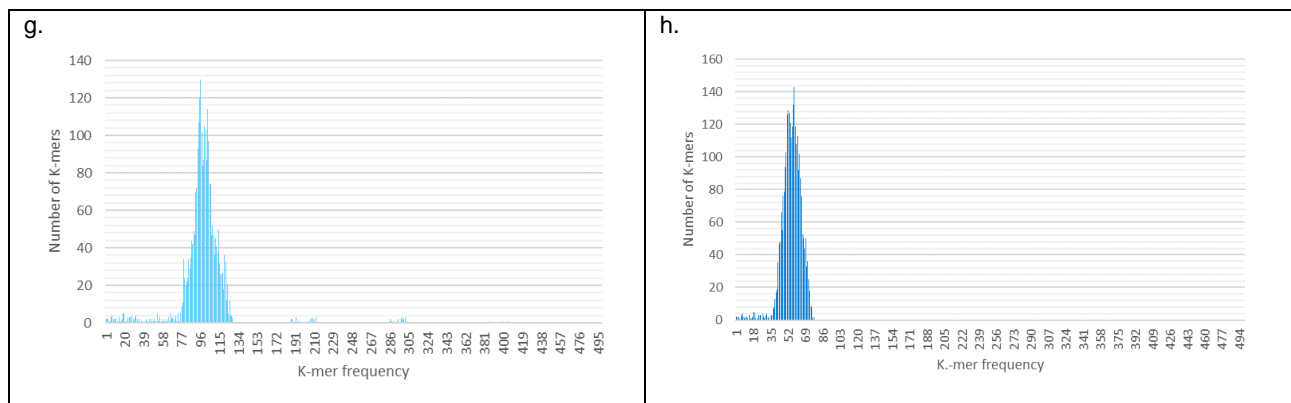 g.
140
120
100
80
60
40
20
0
Number of K-mers
1 20 39 58 77 96 115 134 153 172 191 210 229 248 267 286 305 324 343 362 381 400 419 438 457 476 495
K-mer frequency
h.
160
140
120
100
80
60
40
20
0
Number of K-mers
1 18 35 52 69 86 103 120 137 154 171 188 205 222 239 256 273 290 307 324 341 358 375 392 409 426 443 460 477 494
K.-mer frequency